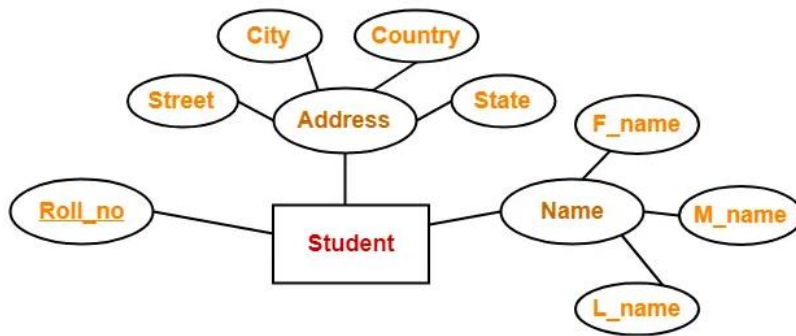 City
Country
Street
Address
State
F_name
Roll_no
Student
Name
M_name
L_name